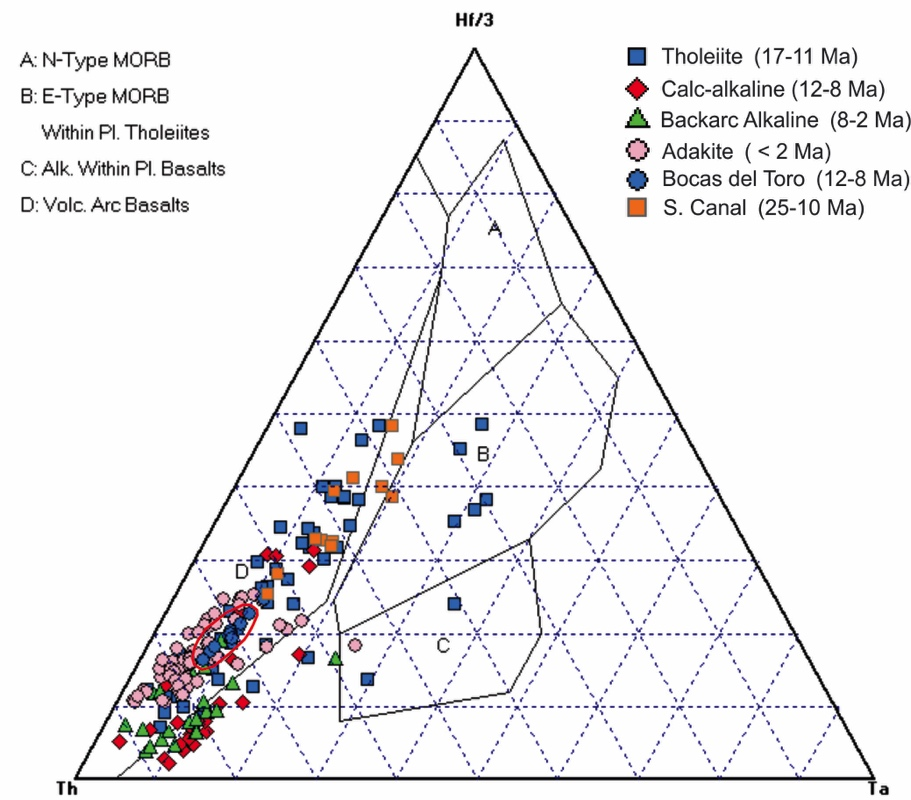 Hf/3
A: N-Type MORB
B: E-Type MORB
Within Pl. Tholeiites
C: Alk. Within Pl. Basalts
D: Volc. Arc Basalts
Tholeiite (17-11 Ma)
Calc-alkaline (12-8 Ma)
Backarc Alkaline (8-2 Ma)
Adakite ( < 2 Ma)
Bocas del Toro (12-8 Ma)
S. Canal (25-10 Ma)
A
B
D
C
Th
Ta